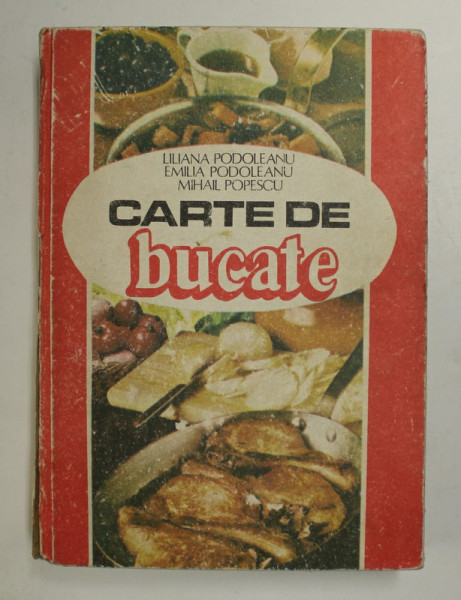 LILIANA PODOLEANU
EMILIA PODOLEANU
MIHAIL POPESCU
CARTE DE
bucate